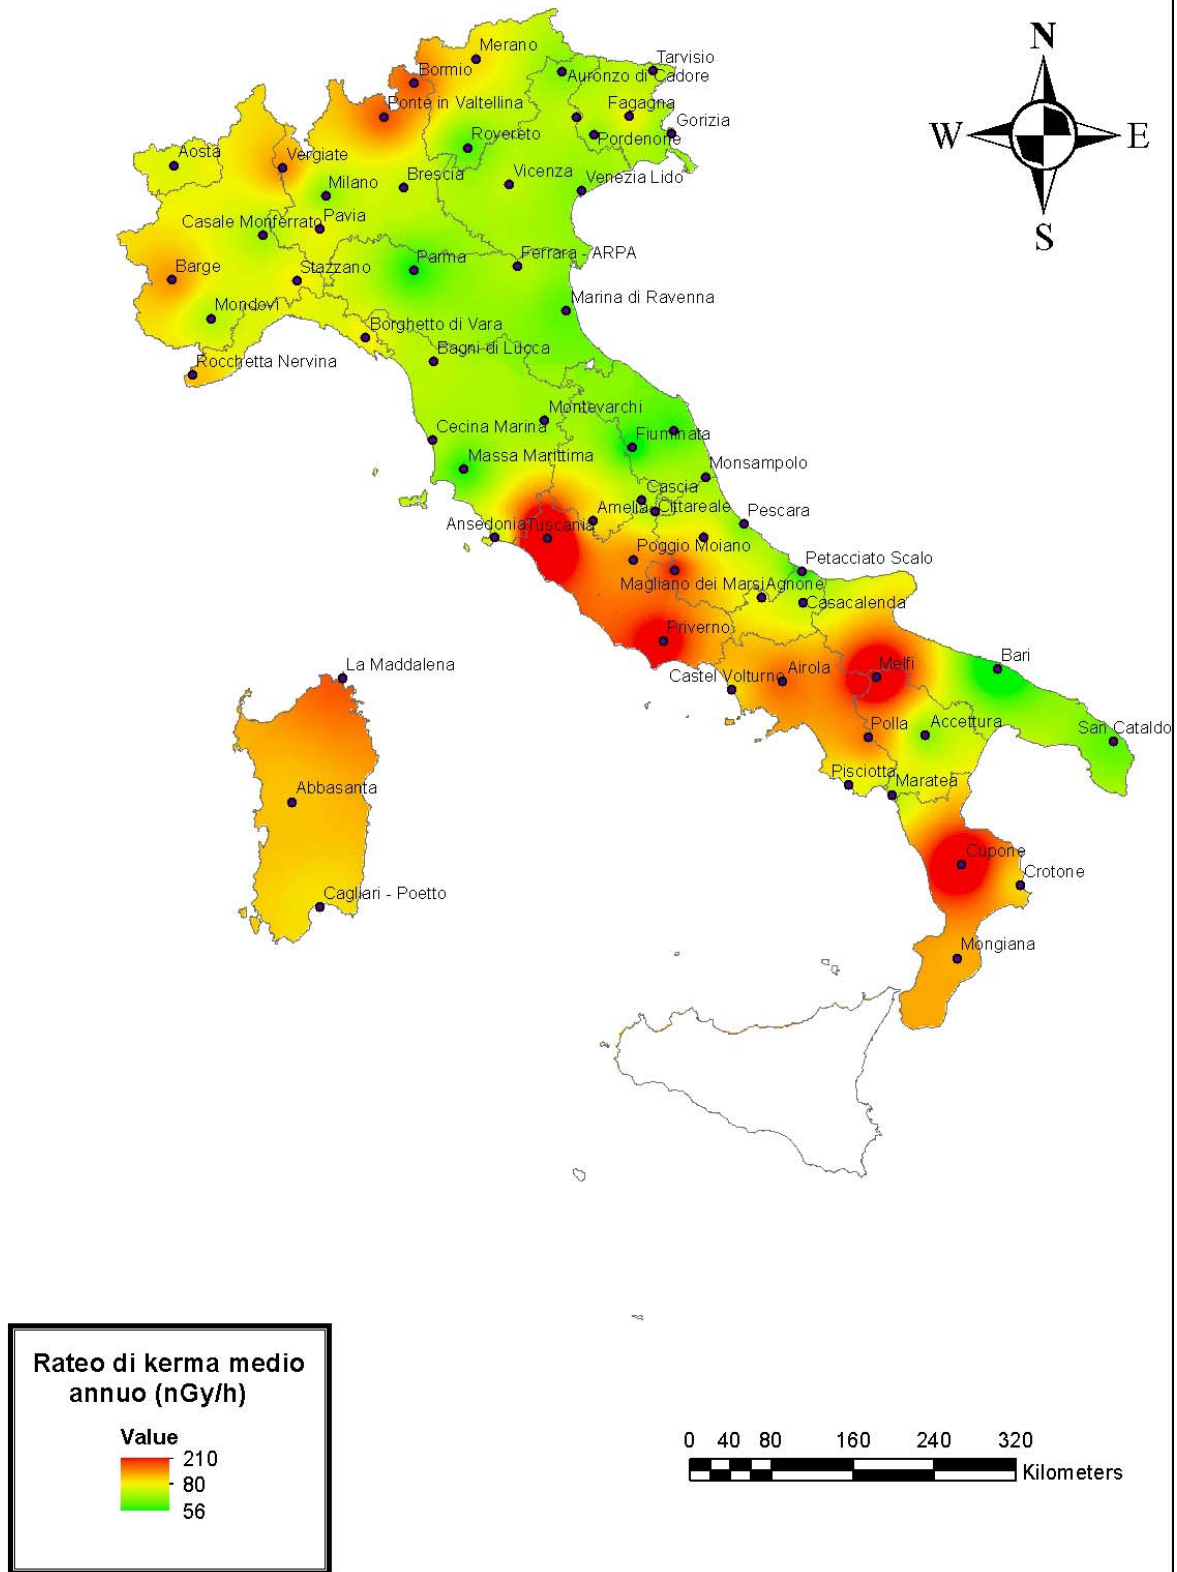 N
W
E
S
Merano
Tarvisio
Bormio
Auronzo di Cadore
Ponte in Valtellina
Fagagna
Gorizia
Rovereto
Pordenone
Aosta
Vergiate
Milano
Brescia
Vicenza
Venezia Lido
Casale Monferrato
Pavia
Barge
Stazzano
Parma
Ferrara - ARPA
Mondovì
Marina di Ravenna
Borghetto di Vara
Bagni di Lucca
Rocchetta Nervina
Montevarchi
Cecina Marina
Fiuminata
Massa Marittima
Monsampolo
Cascia
Amelia
Cittareale
Pescara
Ansedonia
Tuscania
Poggio Moiano
Petacciato Scalo
Magliano dei Marsi
Agnone
Casacalenda
Priverno
La Maddalena
Airola
Melfi
Bari
Castel Volturno
Polla
Accettura
San Cataldo
Pisciotta
Maratea
Abbasanta
Cupone
Crotone
Cagliari - Poetto
Mongiana
Rateo di kerma medio
annuo (nGy/h)
Value
210
80
56
0 40 80 160 240 320
Kilometers